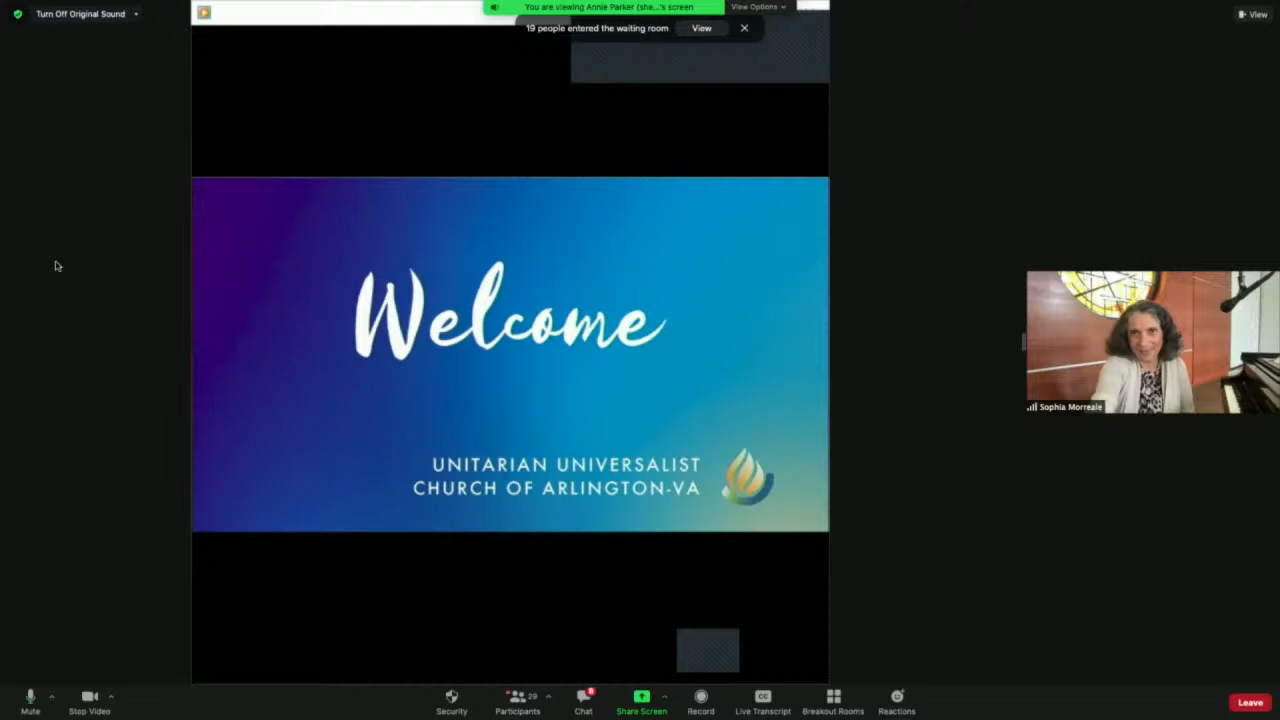 Turn Off Original Sound
You are viewing Annie Parker (she...'s screen
View Options
View
19 people entered the waiting room
View
Welcome
UNITARIAN UNIVERSALIST
CHURCH OF ARLINGTON-VA
Sophia Morreale
Mute
Stop Video
Security
Participants
29
Chat
8
Share Screen
Record
CC
Live Transcript
Breakout Rooms
Reactions
Leave